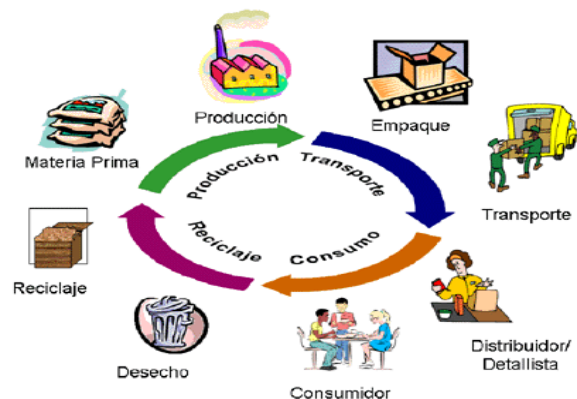 Producción
Empaque
Materia Prima
Transporte
Producción
Transporte
Reciclaje
Consumo
Reciclaje
Distribuidor/
Detallista
Desecho
Consumidor